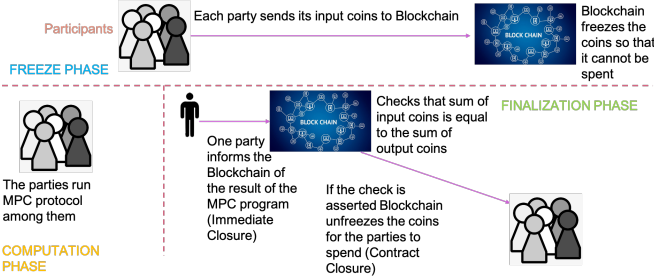 Participants
Each party sends its input coins to Blockchain
BLOCK CHAIN
Blockchain
freezes the
coins so that
it cannot be
spent
FREEZE PHASE
The parties run
MPC protocol
among them
COMPUTATION
PHASE
One party
informs the
Blockchain of
the result of the
MPC program
(Immediate
Closure)
BLOCK CHAIN
Checks that sum of
input coins is equal
to the sum of
output coins
FINALIZATION PHASE
If the check is
asserted Blockchain
unfreezes the coins
for the parties to
spend (Contract
Closure)